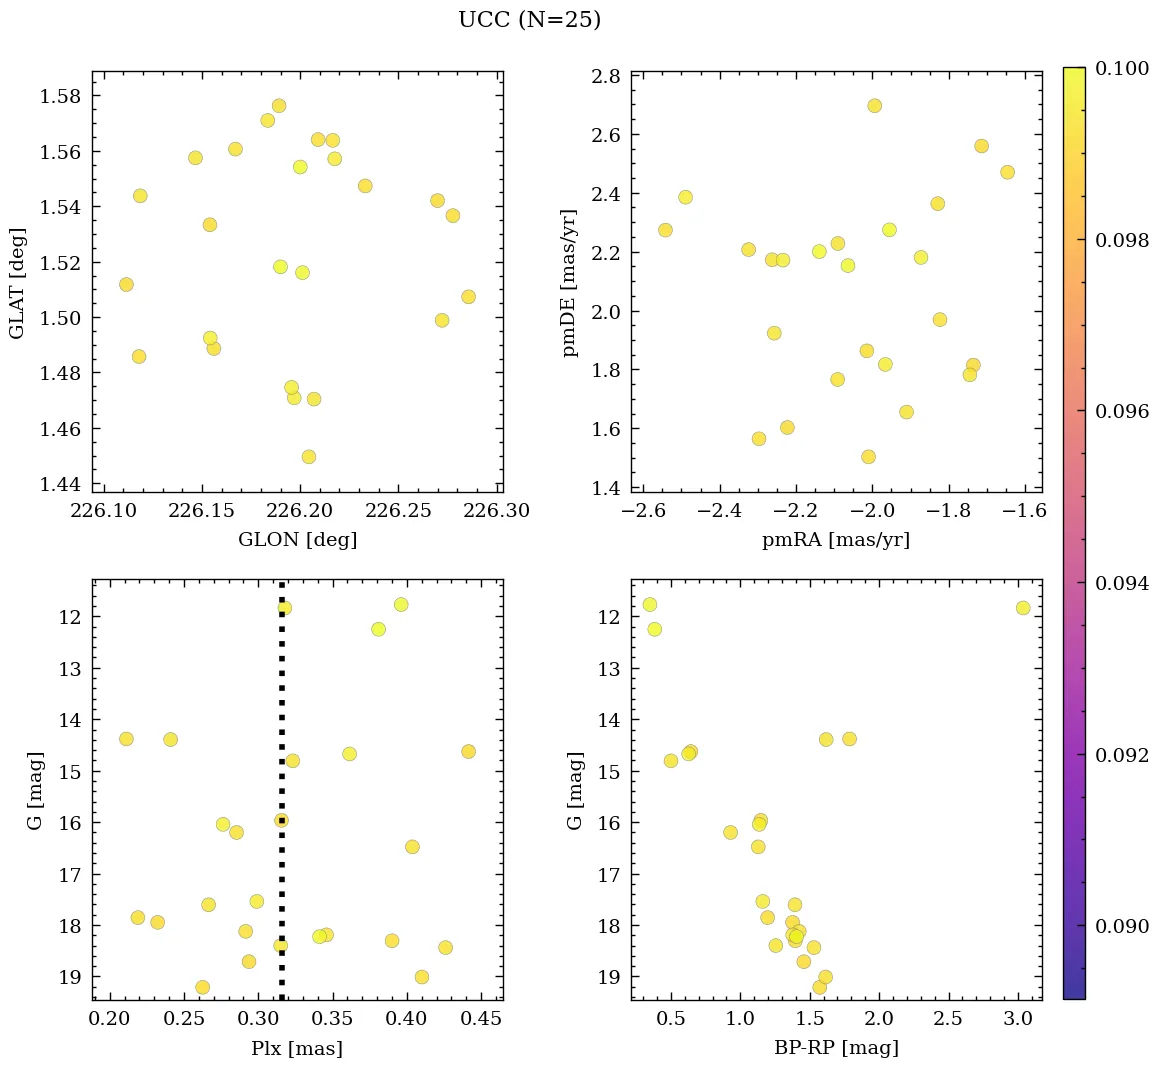 UCC (N=25)
1.58
1.56
1.54
1.52
1.50
1.48
1.46
1.44
GLAT [deg]
226.10 226.15 226.20 226.25 226.30
GLON [deg]
2.8
2.6
2.4
2.2
2.0
1.8
1.6
1.4
pmDE [mas/yr]
−2.6 −2.4 −2.2 −2.0 −1.8 −1.6
pmRA [mas/yr]
12
13
14
15
16
17
18
19
G [mag]
0.20 0.25 0.30 0.35 0.40 0.45
Plx [mas]
12
13
14
15
16
17
18
19
G [mag]
0.5 1.0 1.5 2.0 2.5 3.0
BP-RP [mag]
0.100
0.098
0.096
0.094
0.092
0.090